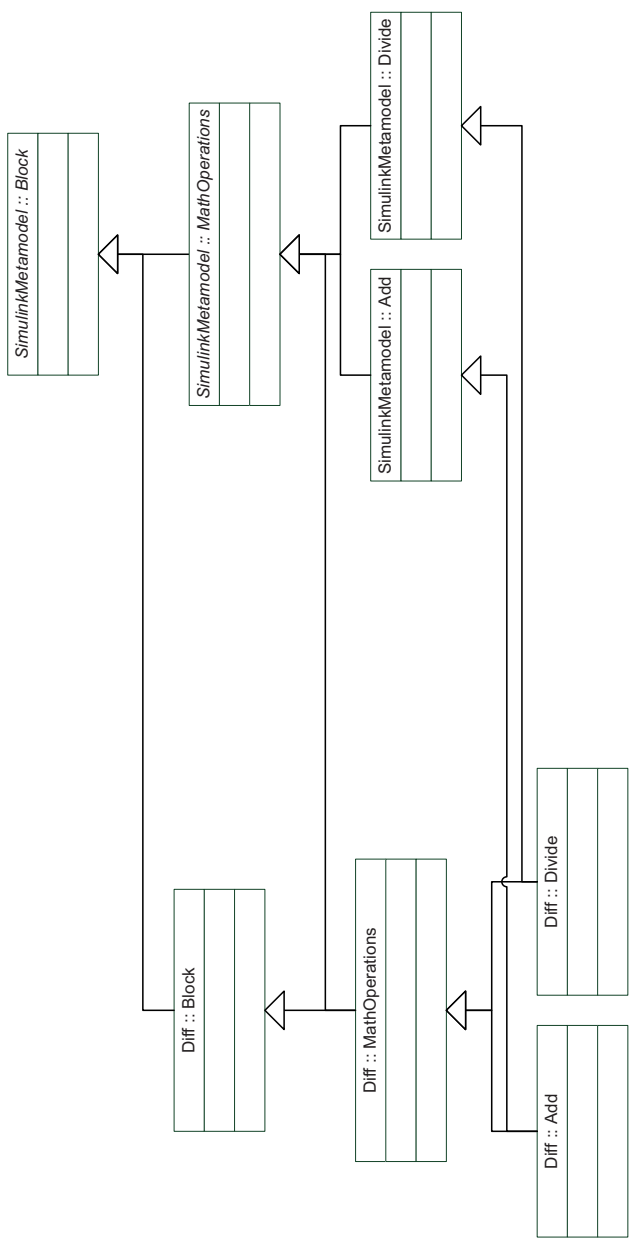 SimulinkMetamodel :: Block
SimulinkMetamodel :: MathOperations
SimulinkMetamodel :: Divide
SimulinkMetamodel :: Add
Diff :: Block
Diff :: MathOperations
Diff :: Divide
Diff :: Add